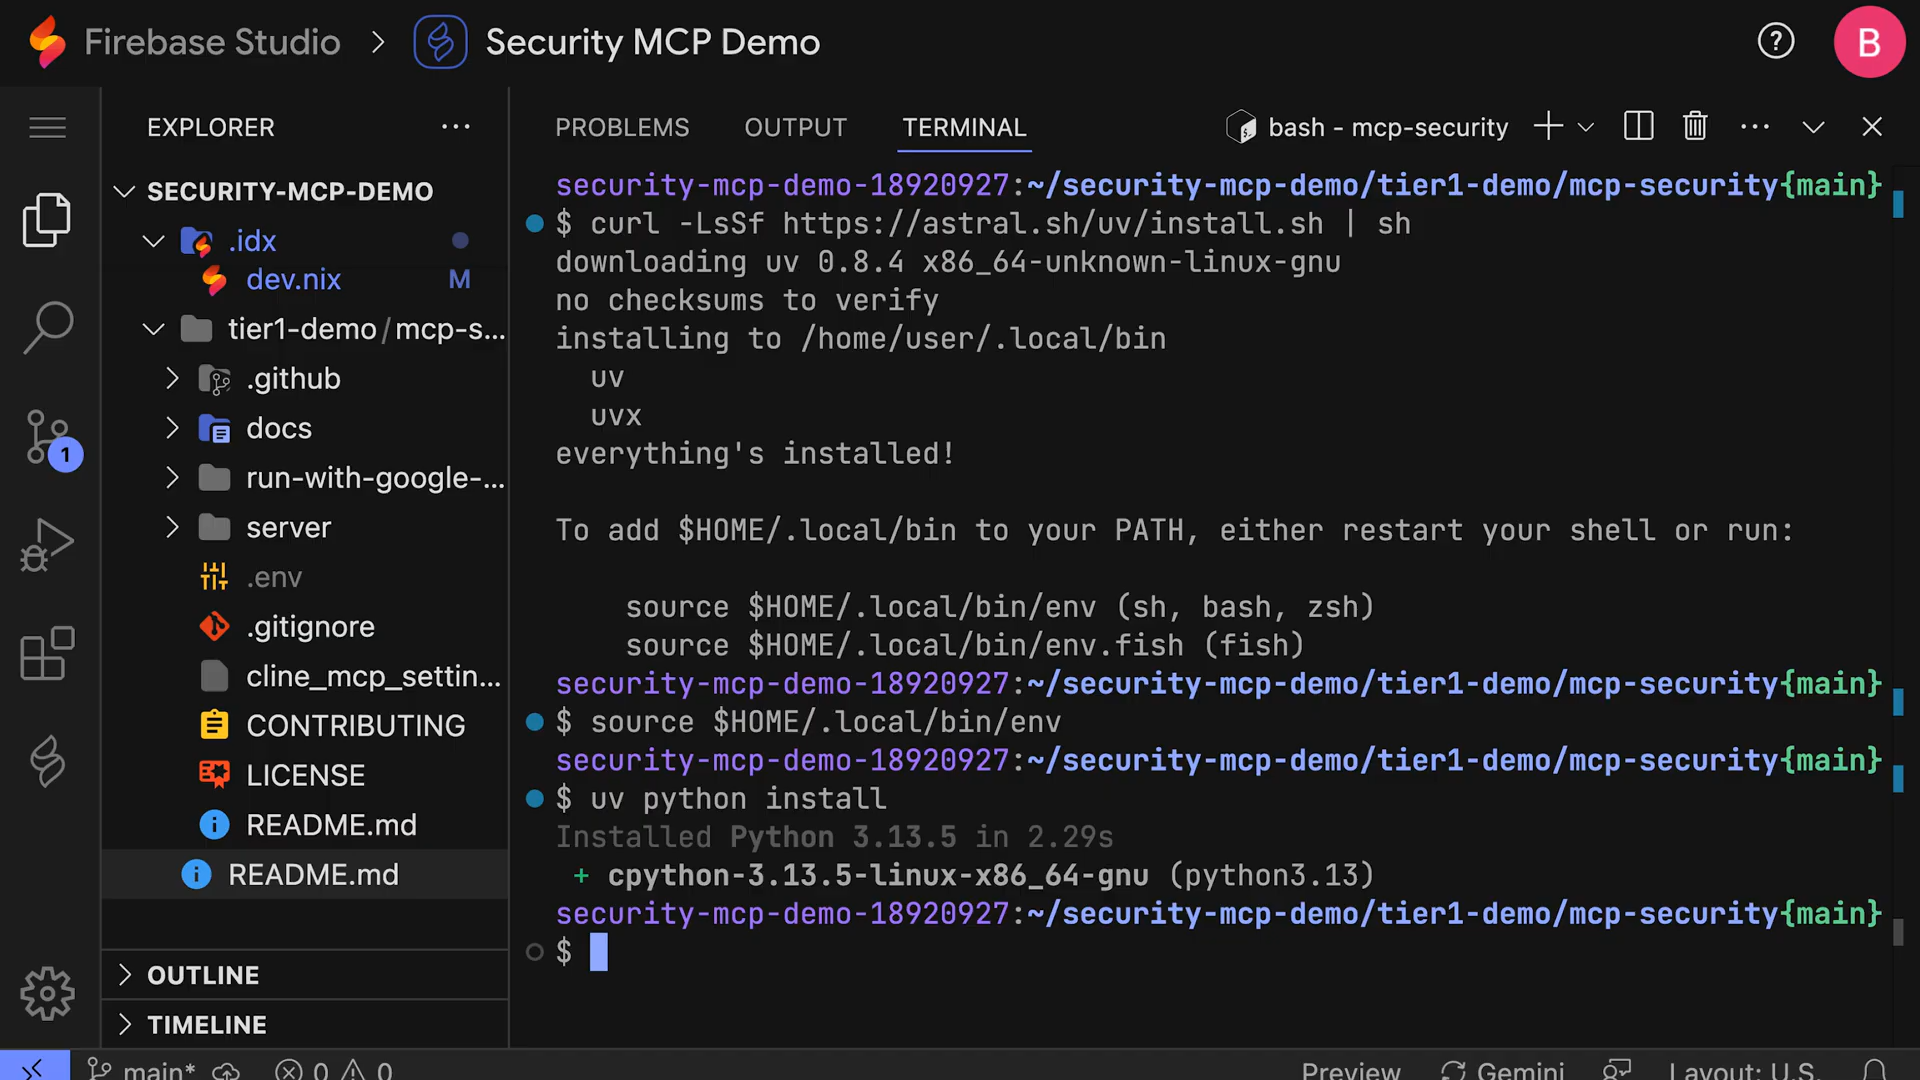 Firebase Studio
Security MCP Demo
B
EXPLORER
SECURITY-MCP-DEMO
.idx
dev.nix
M
tier1-demo/mcp-s...
.github
docs
1
run-with-google-...
server
.env
.gitignore
cline_mcp_settin...
CONTRIBUTING
LICENSE
README.md
README.md
OUTLINE
TIMELINE
PROBLEMS
OUTPUT
TERMINAL
bash - mcp-security
security-mcp-demo-18920927:~/security-mcp-demo/tier1-demo/mcp-security{main}
$ curl -LsSf https://astral.sh/uv/install.sh | sh
downloading uv 0.8.4 x86_64-unknown-linux-gnu
no checksums to verify
installing to /home/user/.local/bin
uv
uvx
everything's installed!
To add $HOME/.local/bin to your PATH, either restart your shell or run:
source $HOME/.local/bin/env (sh, bash, zsh)
source $HOME/.local/bin/env.fish (fish)
security-mcp-demo-18920927:~/security-mcp-demo/tier1-demo/mcp-security{main}
$ source $HOME/.local/bin/env
security-mcp-demo-18920927:~/security-mcp-demo/tier1-demo/mcp-security{main}
$ uv python install
Installed Python 3.13.5 in 2.29s
+ cpython-3.13.5-linux-x86_64-gnu (python3.13)
security-mcp-demo-18920927:~/security-mcp-demo/tier1-demo/mcp-security{main}
$
main*
0
0
Preview
Gemini
Layout: U.S.